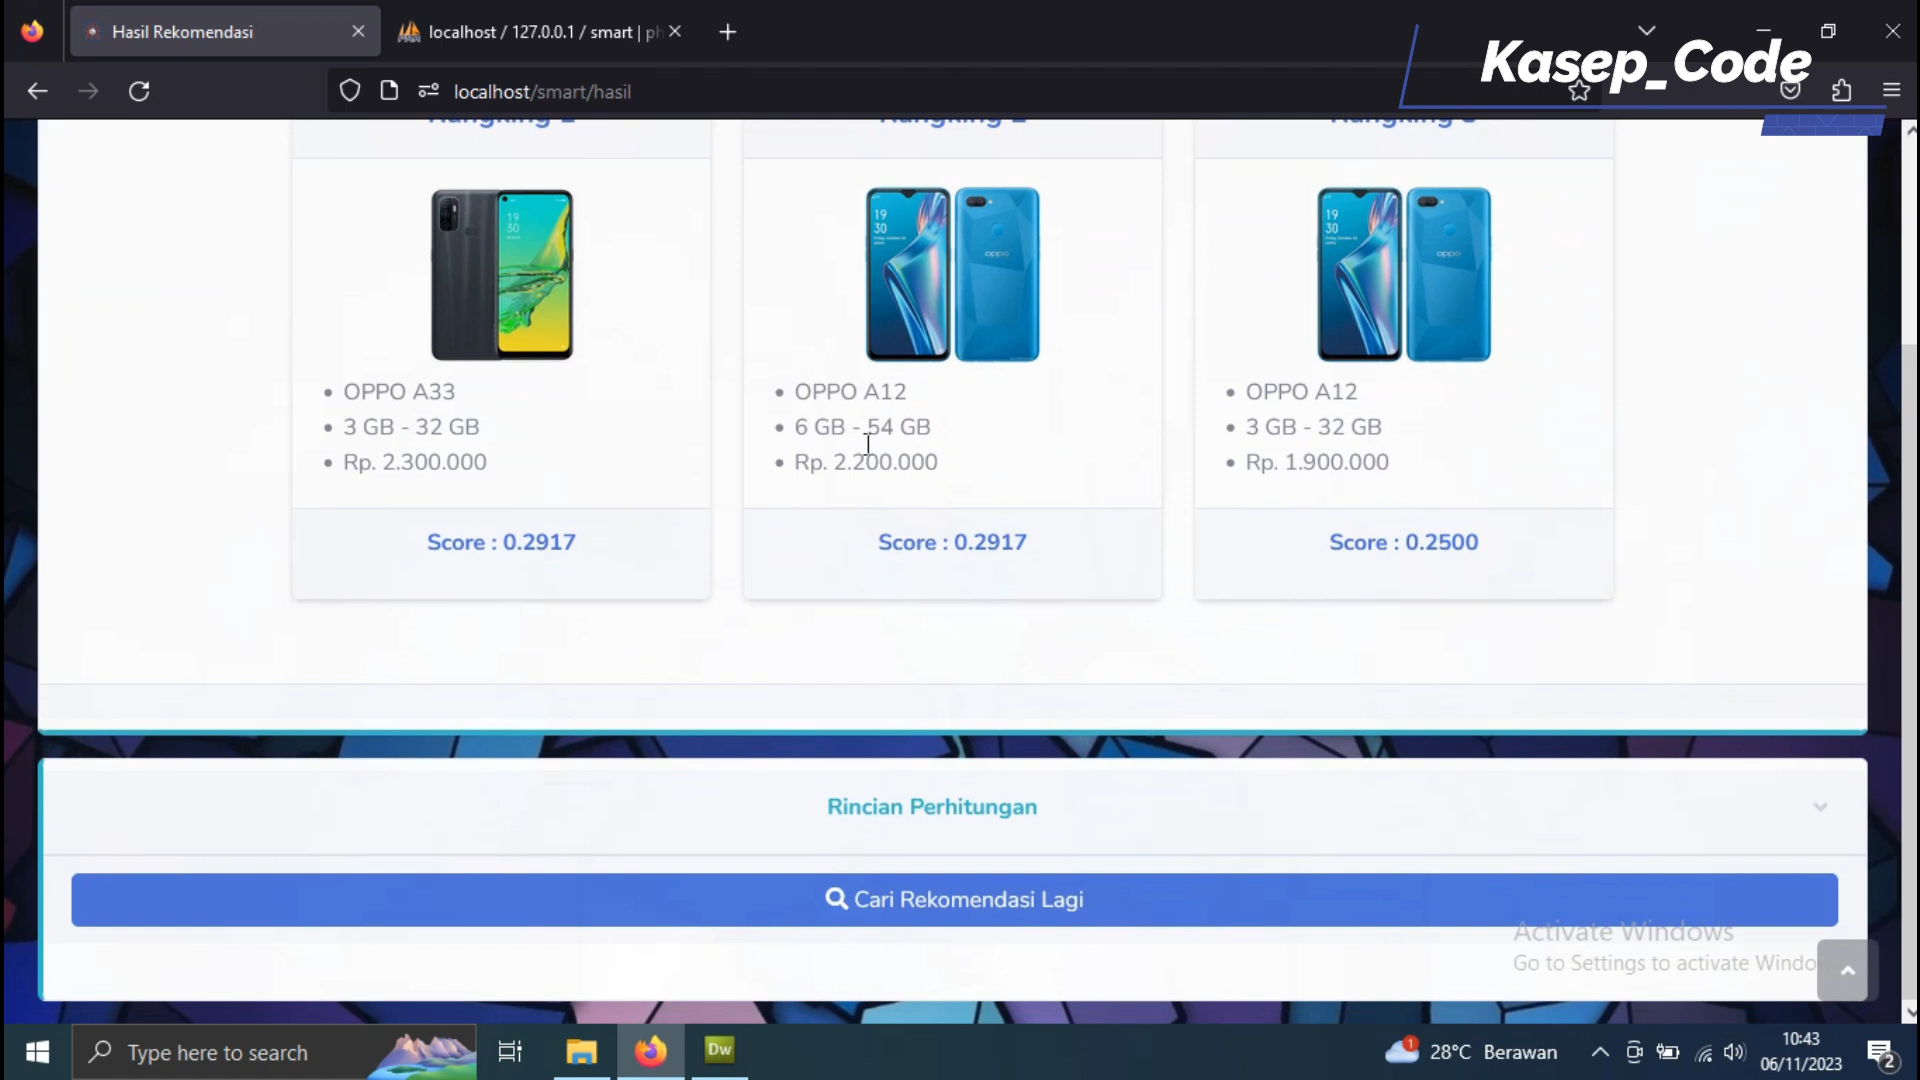 Hasil Rekomendasi
localhost / 127.0.0.1 / smart | ph
Kasep_Code
localhost/smart/hasil
OPPO A33
3 GB - 32 GB
Rp. 2.300.000
Score : 0.2917
OPPO A12
6 GB - 54 GB
Rp. 2.200.000
Score : 0.2917
OPPO A12
3 GB - 32 GB
Rp. 1.900.000
Score : 0.2500
Rincian Perhitungan
Cari Rekomendasi Lagi
Activate Windows
Go to Settings to activate Windo
Type here to search
Dw
1
28°C Berawan
10:43
06/11/2023
2